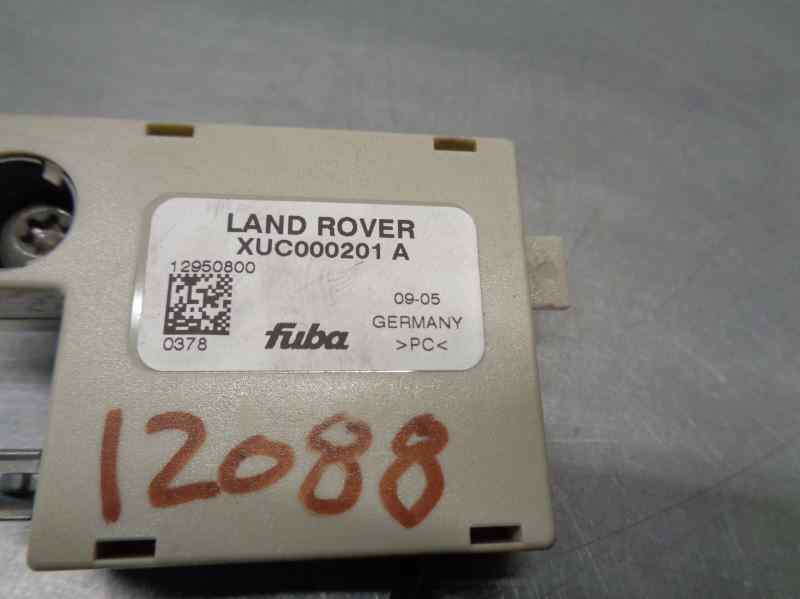 LAND ROVER
XUC000201 A
12950800
09-05
GERMANY
0378
fuba
>PC<
12088